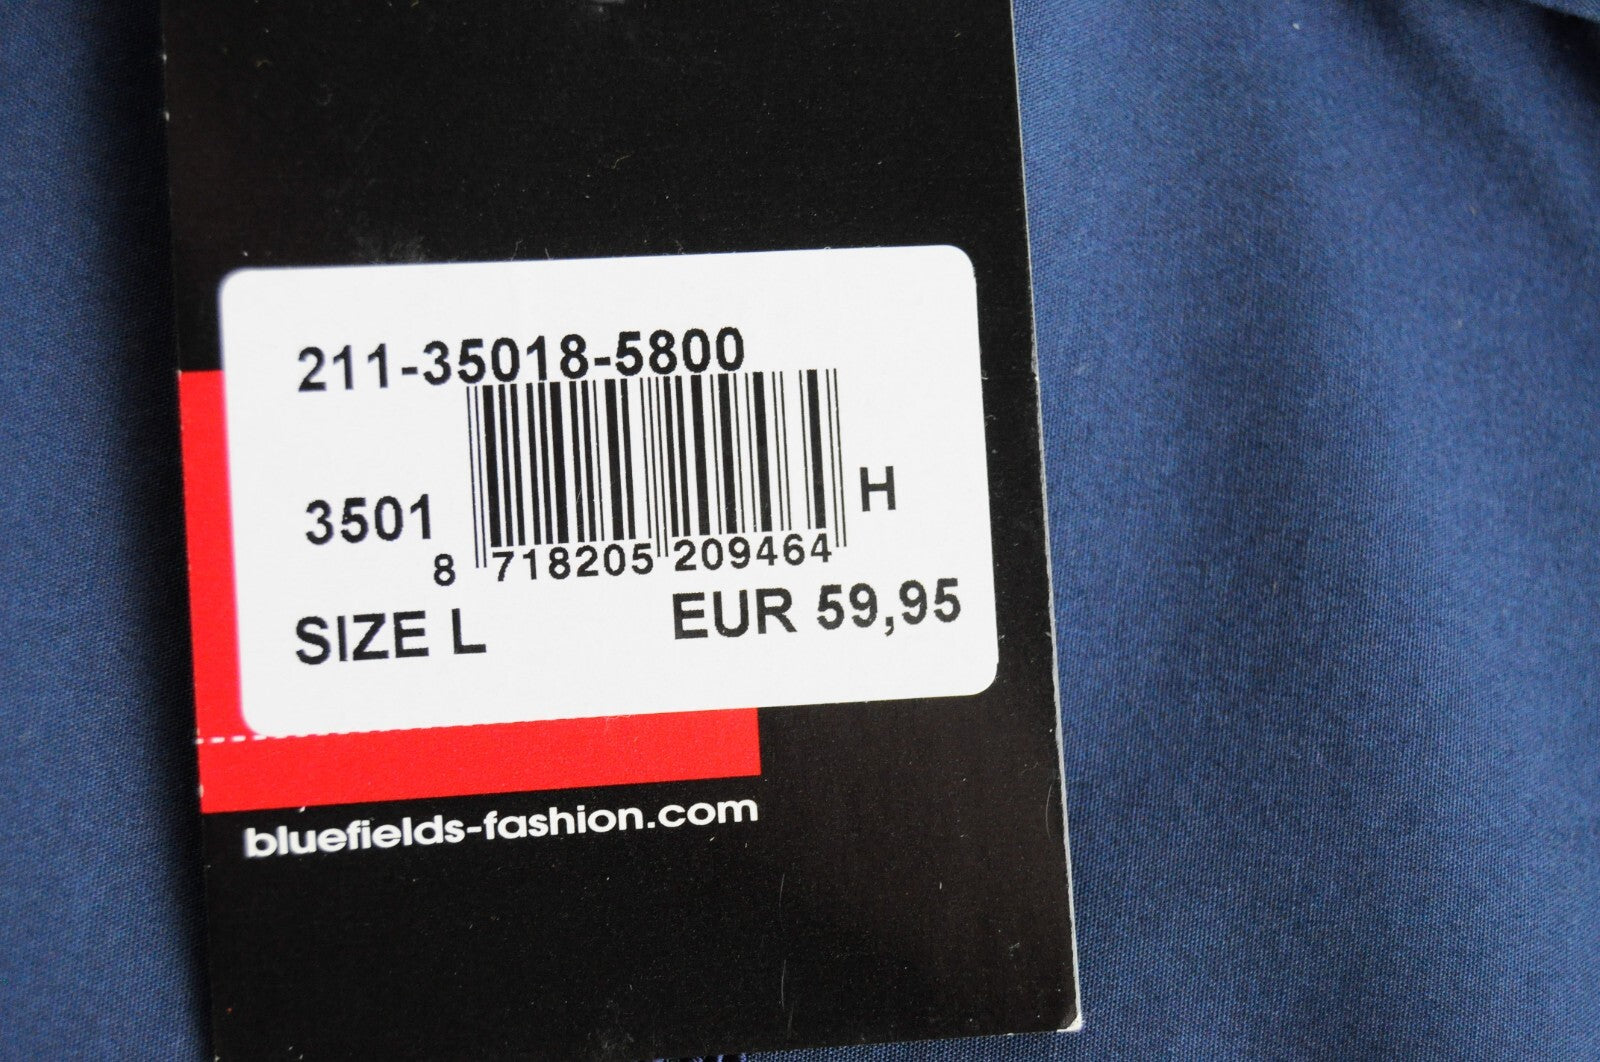 211-35018-5800
3501
H
8 718205 209464
SIZE L
EUR 59,95
bluefields-fashion.com